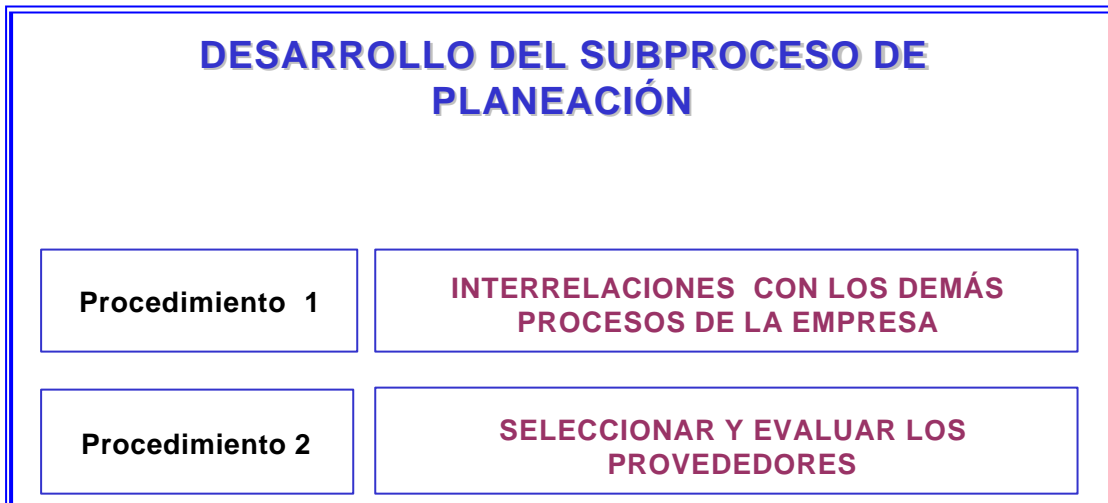 DESARROLLO DEL SUBPROCESO DE
PLANEACIÓN
Procedimiento 1
INTERRELACIONES CON LOS DEMÁS
PROCESOS DE LA EMPRESA
Procedimiento 2
SELECCIONAR Y EVALUAR LOS
PROVEDEDORES